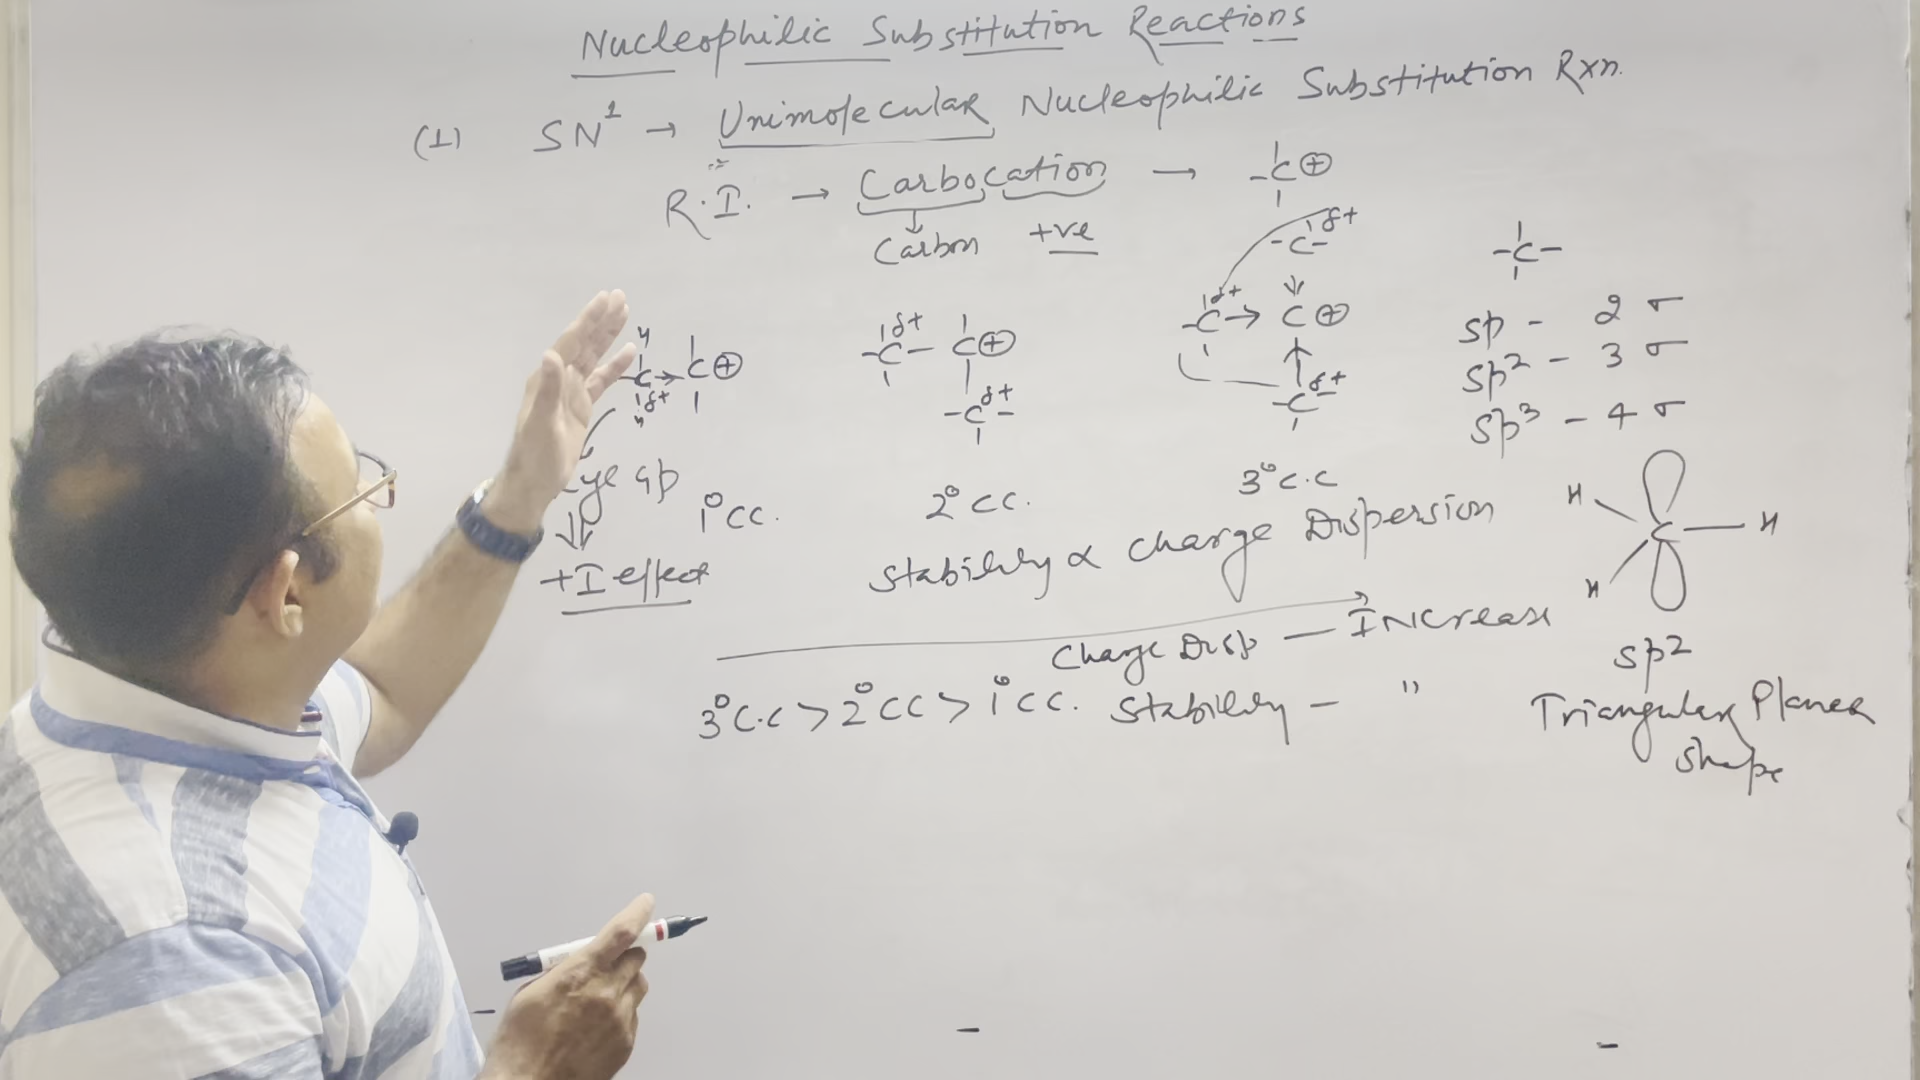 Nucleophilic Substitution Reactions
(1) SN1 → Unimolecular Nucleophilic Substitution Rxn.
R.I. → Carbocation → -C⊕
Carbon +ve
-C- δ+
-C-
-C→C⊕ δ+
-C- C⊕ δ+
-C- δ+
-C→ C⊕ δ+
-C- δ+
H
C→C⊕
δ+
H
sp - 2 σ
sp2 - 3 σ
sp3 - 4 σ
gp
1°CC.
2°CC.
3°C.C
+I effect
Stability ∝ Charge Dispersion
Charge Disp — Increase
3°C.C > 2°CC > 1°CC. Stability - "
H C H
H
sp2
Triangular Planer
Shape